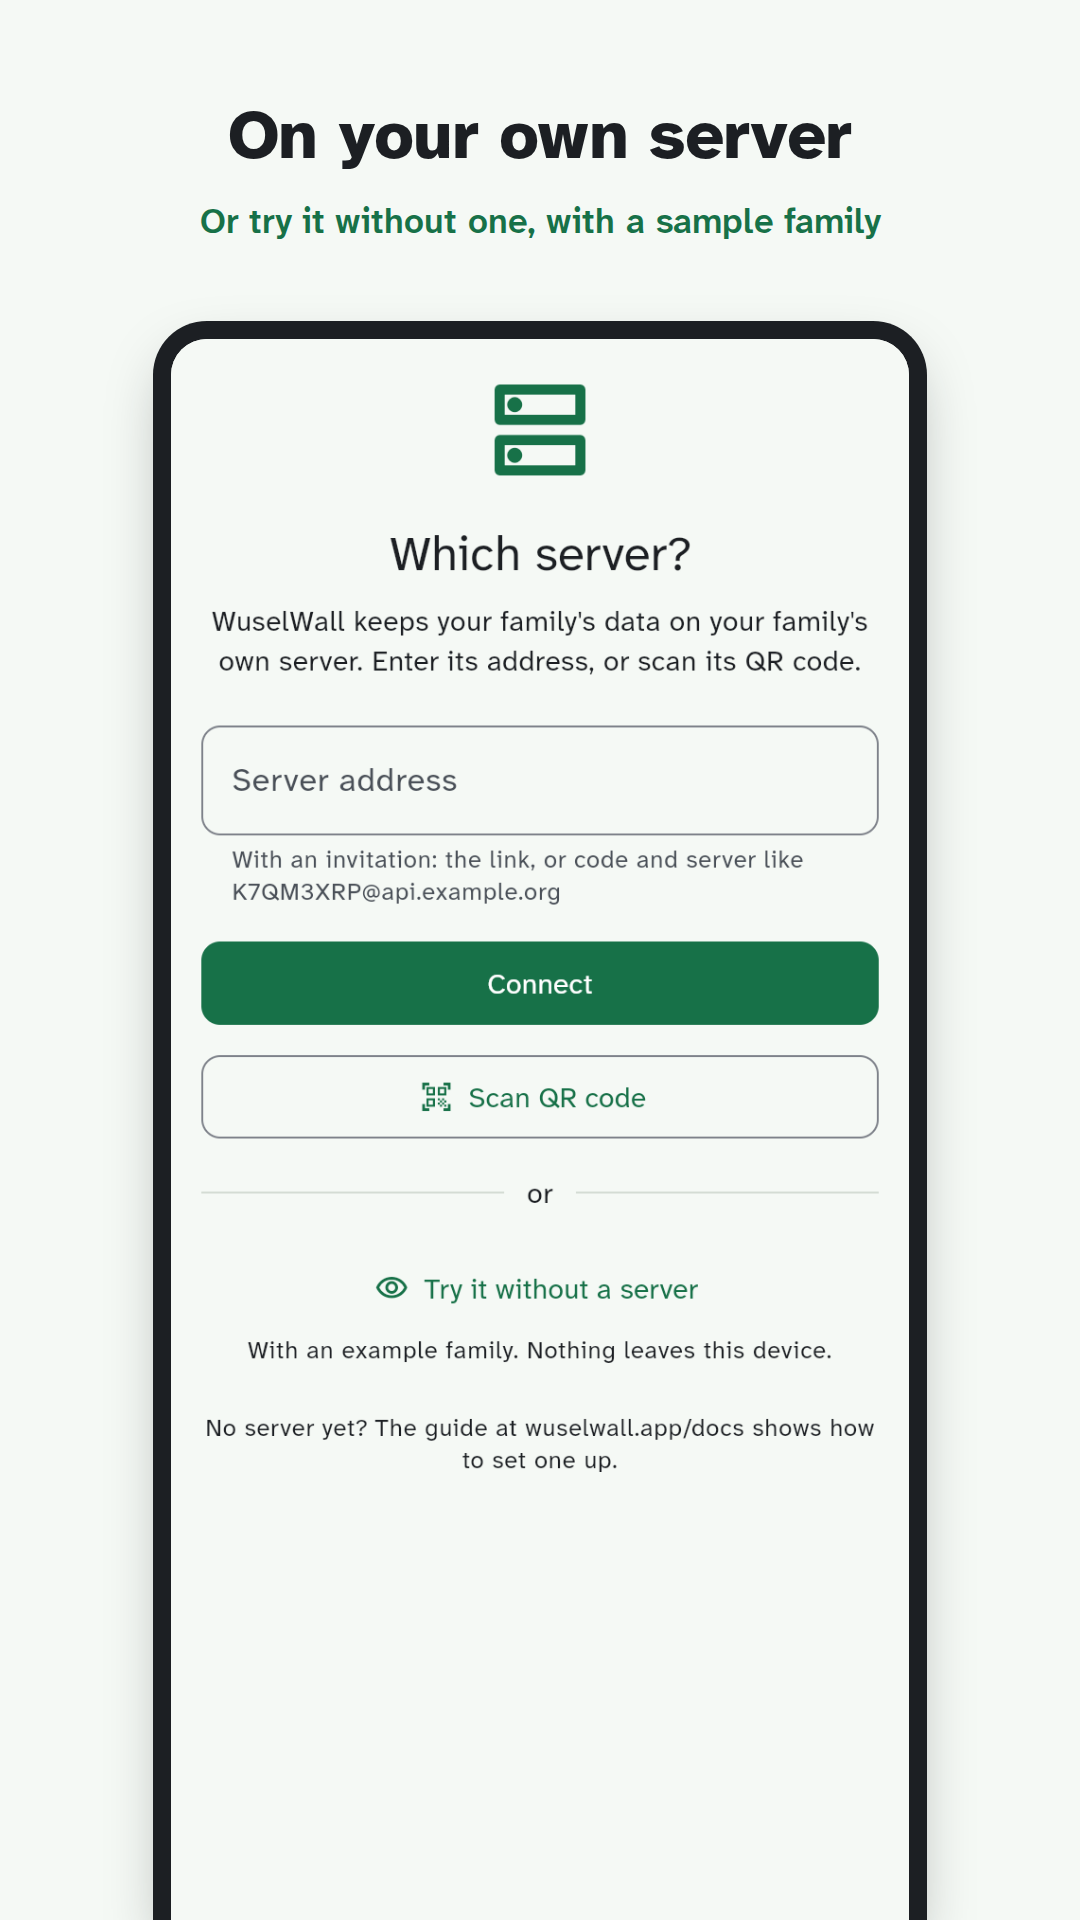 On your own server
Or try it without one, with a sample family
Which server?
WuselWall keeps your family's data on your family's
own server. Enter its address, or scan its QR code.
Server address
With an invitation: the link, or code and server like
K7QM3XRP@api.example.org
Connect
Scan QR code
or
Try it without a server
With an example family. Nothing leaves this device.
No server yet? The guide at wuselwall.app/docs shows how
to set one up.